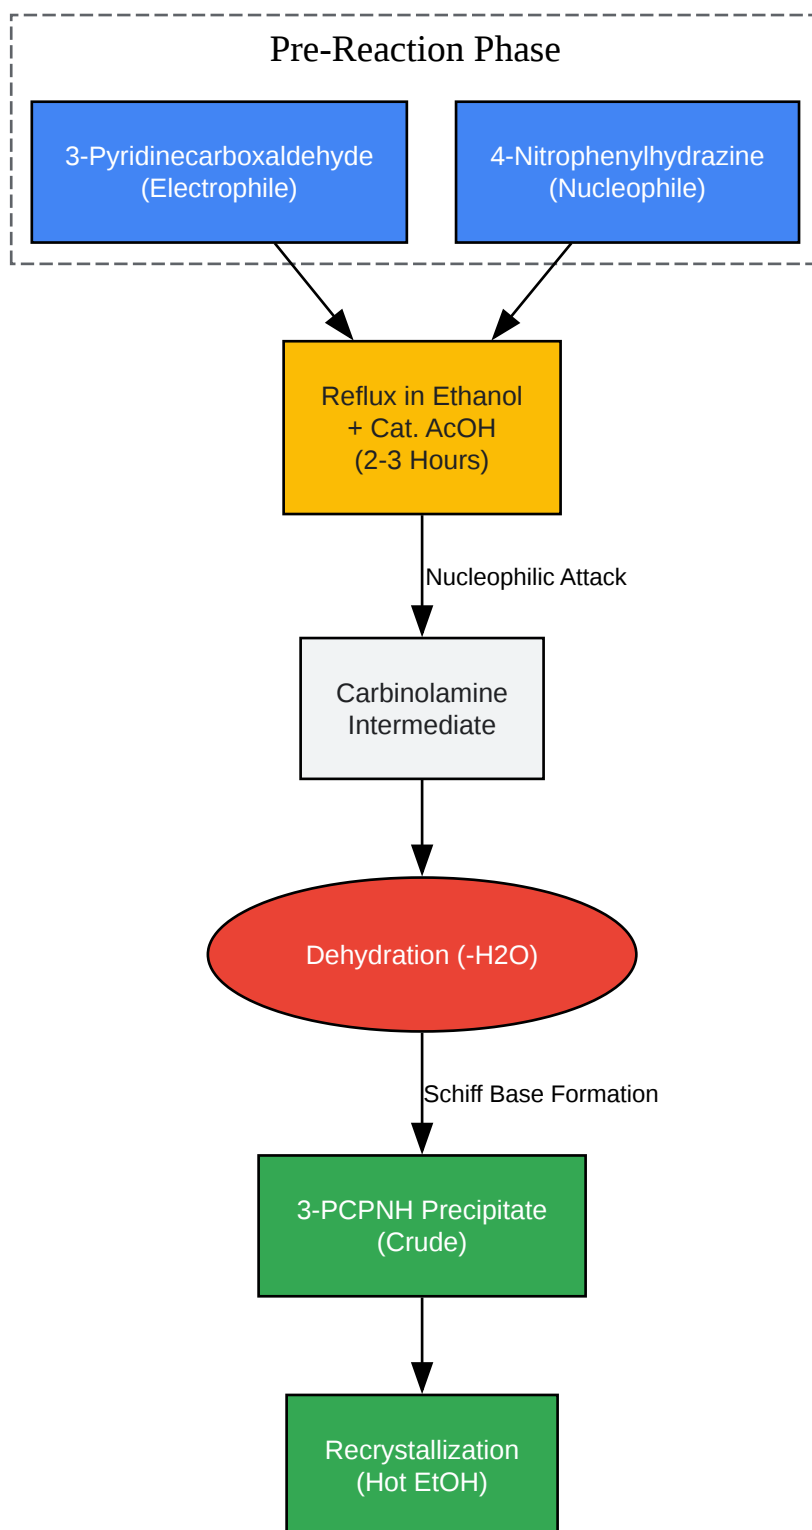 Pre-Reaction Phase
3-Pyridinecarboxaldehyde
(Electrophile)
4-Nitrophenylhydrazine
(Nucleophile)
Reflux in Ethanol
+ Cat. AcOH
(2-3 Hours)
Nucleophilic Attack
Carbinolamine
Intermediate
Dehydration (-H2O)
Schiff Base Formation
3-PCPNH Precipitate
(Crude)
Recrystallization
(Hot EtOH)